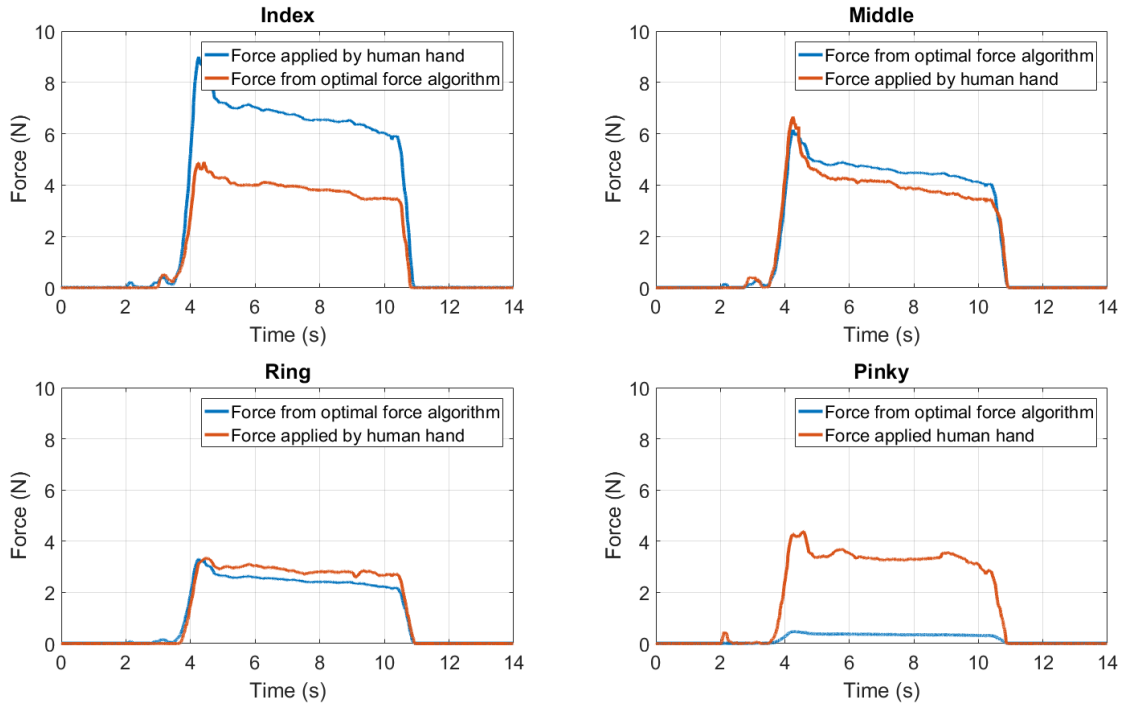 Index
Force applied by human hand
Force from optimal force algorithm
10
8
6
4
2
0
Force (N)
0 2 4 6 8 10 12 14
Time (s)
Middle
Force from optimal force algorithm
Force applied by human hand
10
8
6
4
2
0
Force (N)
0 2 4 6 8 10 12 14
Time (s)
Ring
Force from optimal force algorithm
Force applied by human hand
10
8
6
4
2
0
Force (N)
0 2 4 6 8 10 12 14
Time (s)
Pinky
Force from optimal force algorithm
Force applied human hand
10
8
6
4
2
0
Force (N)
0 2 4 6 8 10 12 14
Time (s)